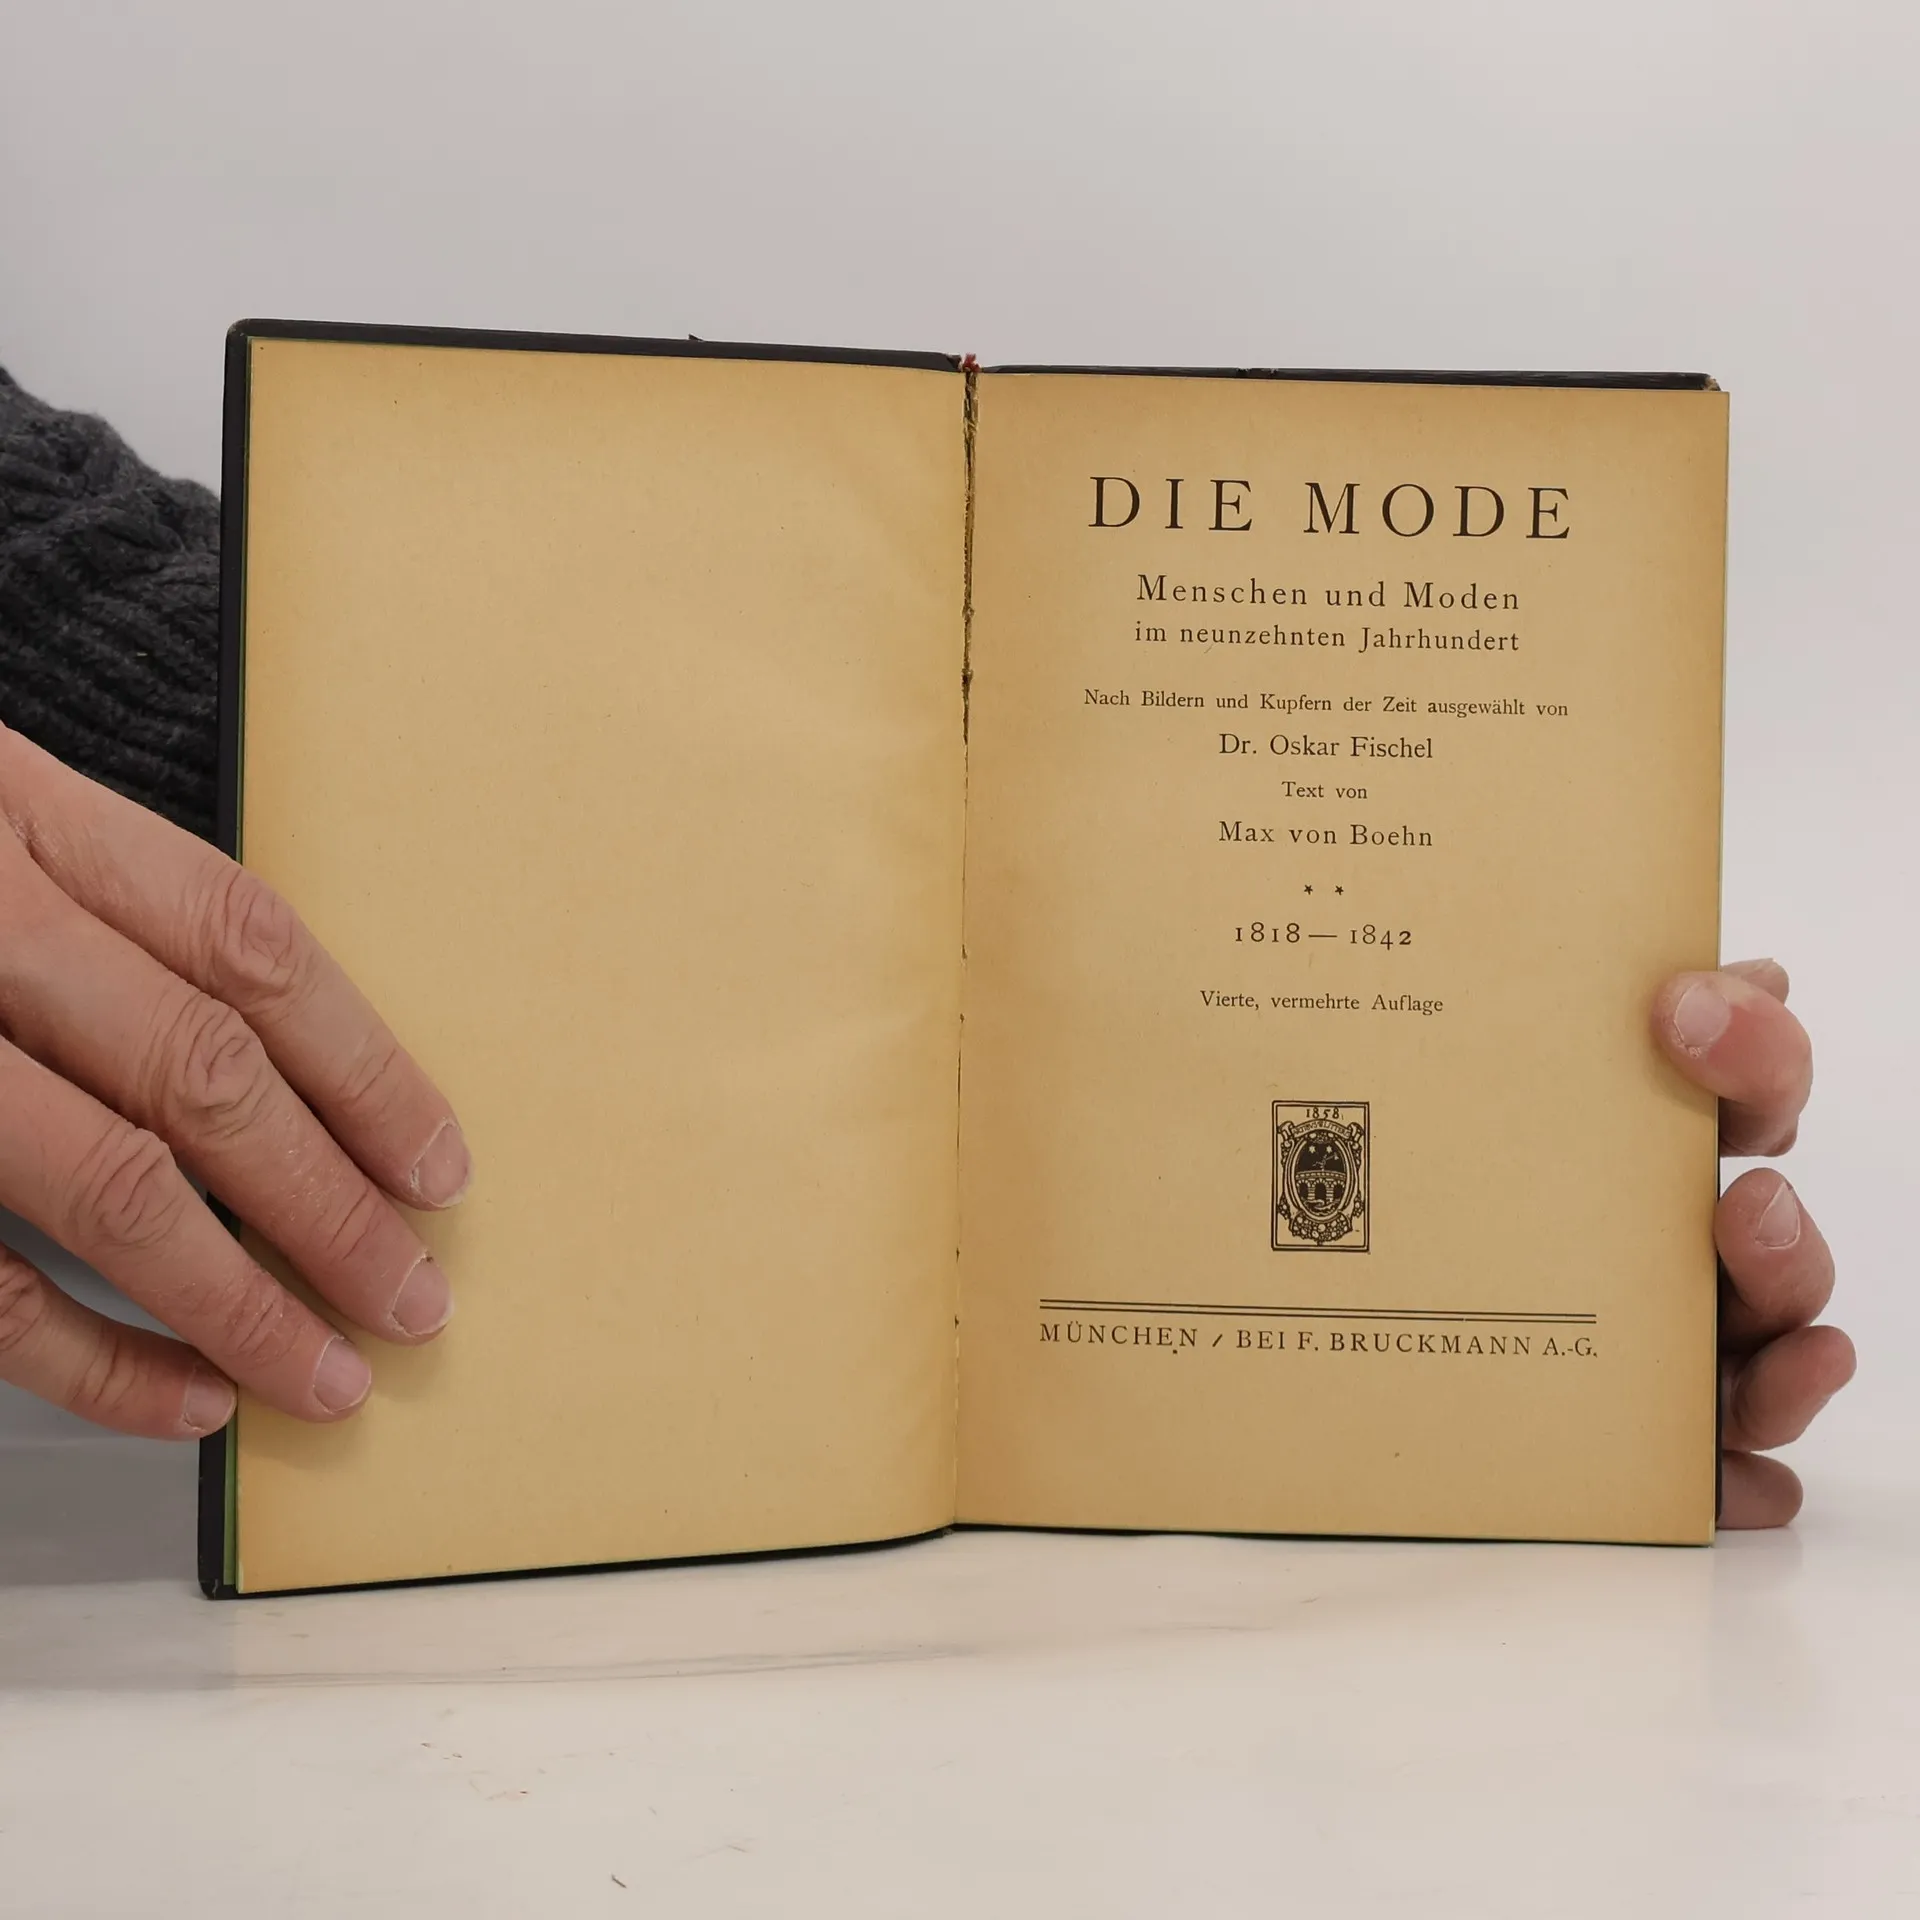 DIE MODE
Menschen und Moden
im neunzehnten Jahrhundert
Nach Bildern und Kupfern der Zeit ausgewählt von
Dr. Oskar Fischel
Text von
Max von Boehn
* *
1818 — 1842
Vierte, vermehrte Auflage
1858
MÜNCHEN / BEI F. BRUCKMANN A.-G.